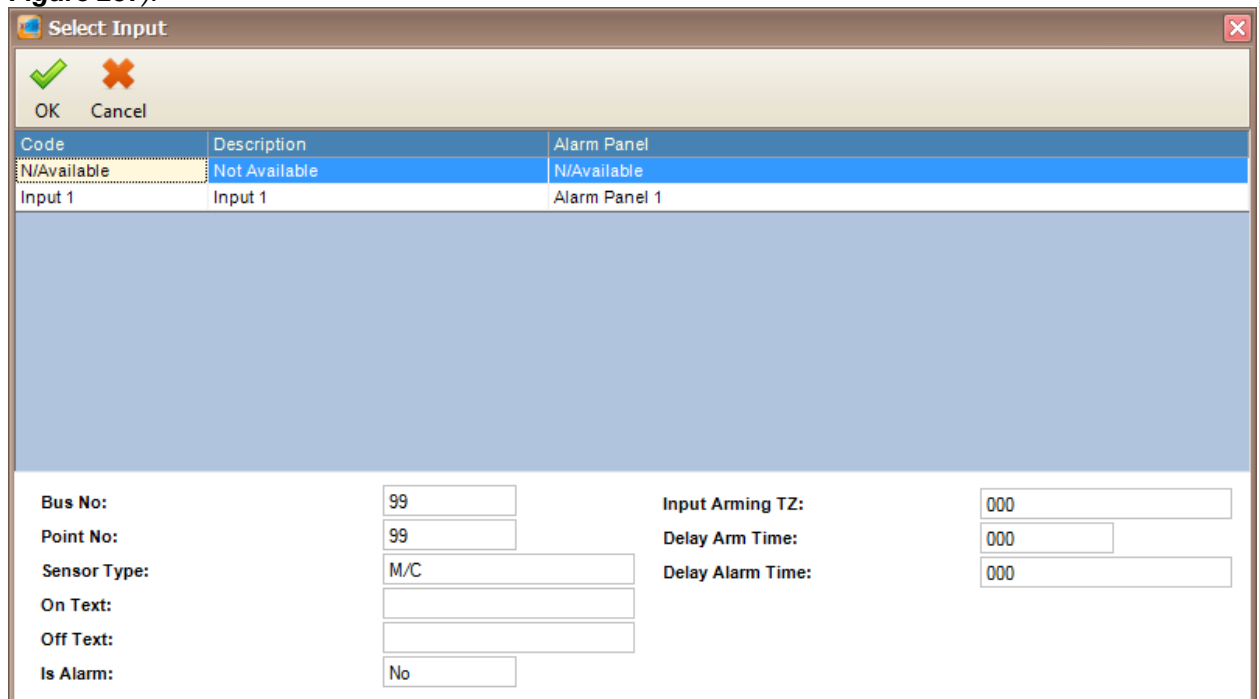 Select Input
OK Cancel
Code Description Alarm Panel
N/Available Not Available N/Available
Input 1 Input 1 Alarm Panel 1
Bus No: 99 Input Arming TZ: 000
Point No: 99 Delay Arm Time: 000
Sensor Type: M/C Delay Alarm Time: 000
On Text:
Off Text:
Is Alarm: No